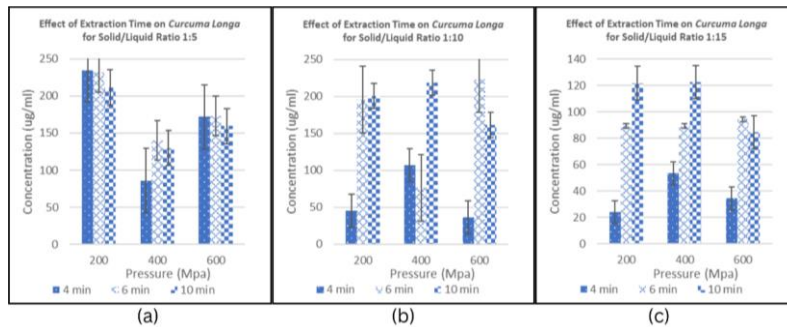 Effect of Extraction Time on Curcuma Longa
for Solid/Liquid Ratio 1:5
Concentration (ug/ml)
250
200
150
100
50
0
200 400 600
Pressure (Mpa)
4 min 6 min 10 min
(a)
Effect of Extraction Time on Curcuma Longa
for Solid/Liquid Ratio 1:10
Concentration (ug/ml)
250
200
150
100
50
0
200 400 600
Pressure (Mpa)
4 min 6 min 10 min
(b)
Effect of Extraction Time on Curcuma Longa
for Solid/Liquid Ratio 1:15
Concentration (ug/ml)
140
120
100
80
60
40
20
0
200 400 600
Pressure (Mpa)
4 min 6 min 10 min
(c)